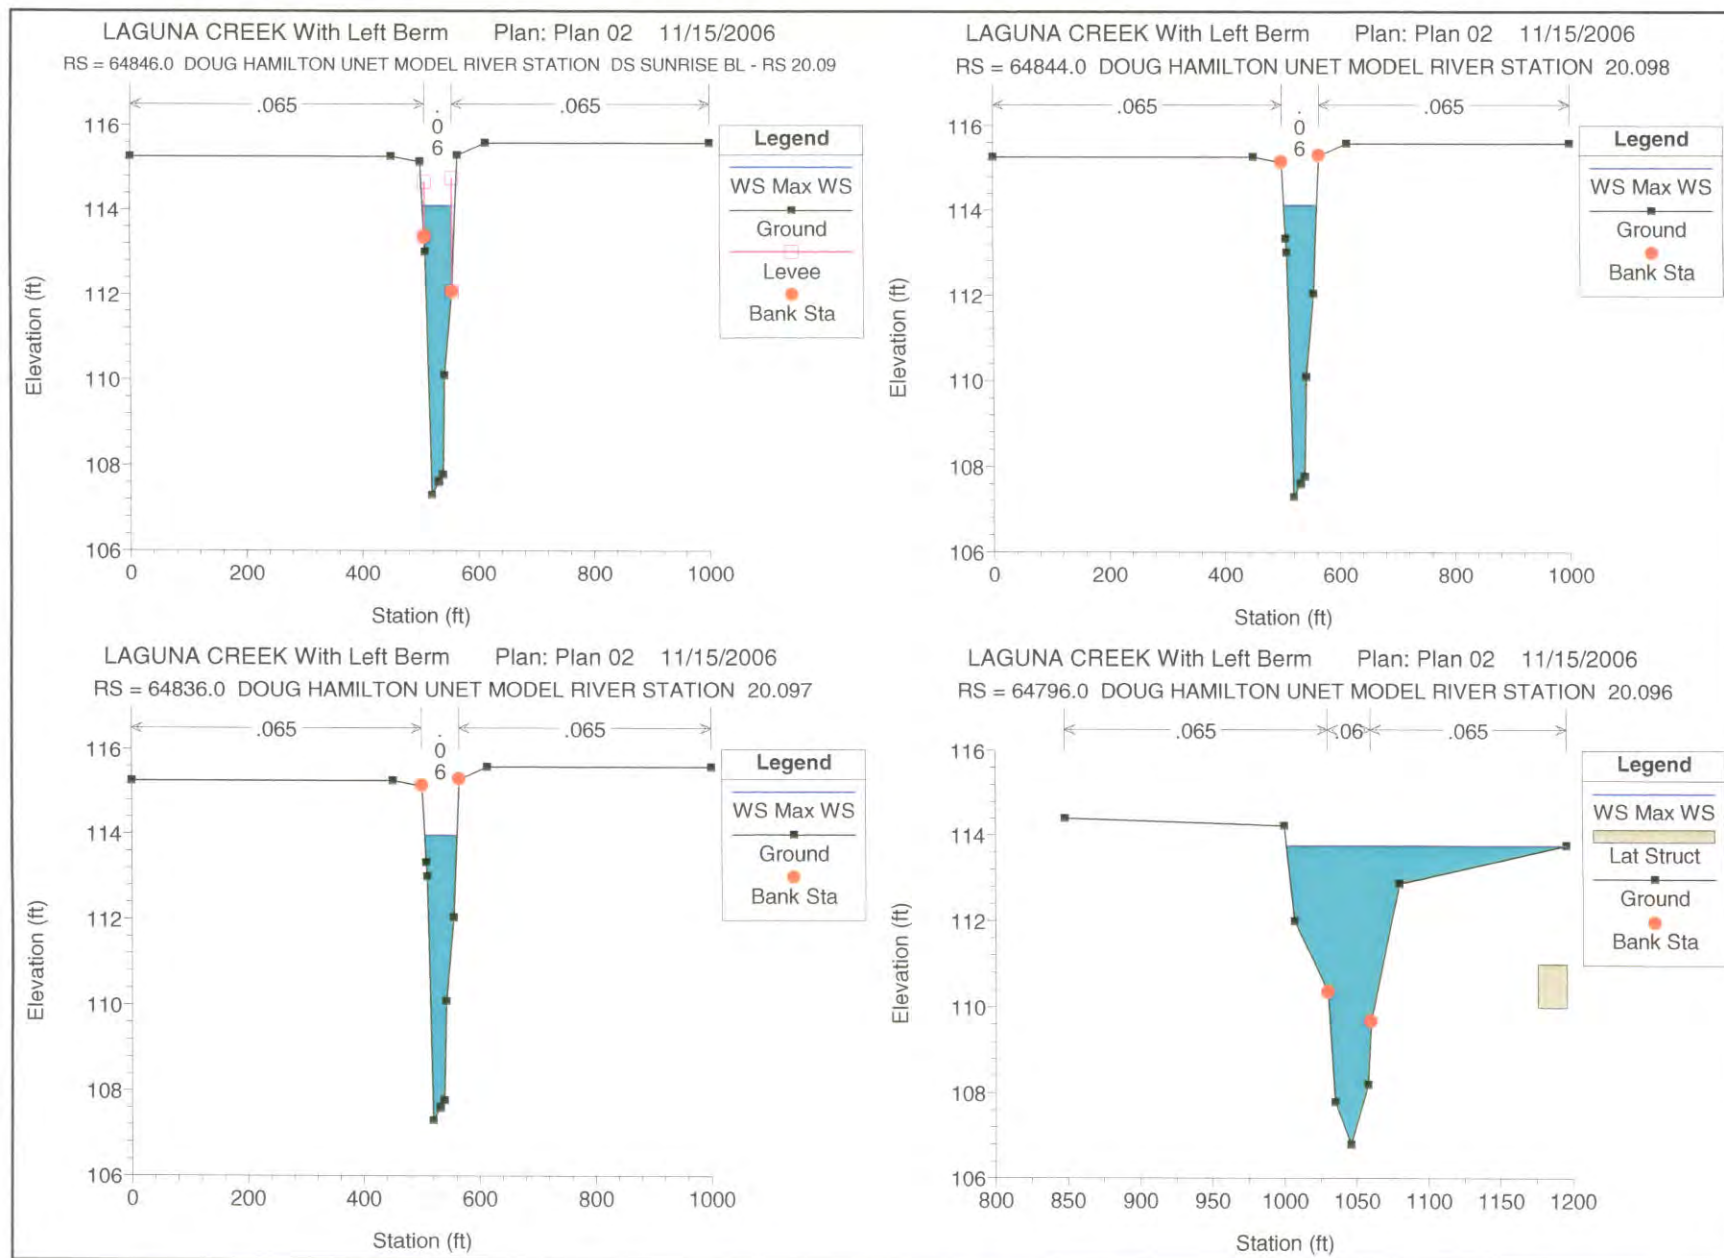 LAGUNA CREEK With Left Berm Plan: Plan 02 11/15/2006
RS = 64846.0 DOUG HAMILTON UNET MODEL RIVER STATION DS SUNRISE BL - RS 20.09
.065
.06
.065
Legend
WS Max WS
Ground
Levee
Bank Sta
116
114
112
110
108
106
Elevation (ft)
0 200 400 600 800 1000
Station (ft)
LAGUNA CREEK With Left Berm Plan: Plan 02 11/15/2006
RS = 64844.0 DOUG HAMILTON UNET MODEL RIVER STATION 20.098
.065
.06
.065
Legend
WS Max WS
Ground
Bank Sta
116
114
112
110
108
106
Elevation (ft)
0 200 400 600 800 1000
Station (ft)
LAGUNA CREEK With Left Berm Plan: Plan 02 11/15/2006
RS = 64836.0 DOUG HAMILTON UNET MODEL RIVER STATION 20.097
.065
.06
.065
Legend
WS Max WS
Ground
Bank Sta
116
114
112
110
108
106
Elevation (ft)
0 200 400 600 800 1000
Station (ft)
LAGUNA CREEK With Left Berm Plan: Plan 02 11/15/2006
RS = 64796.0 DOUG HAMILTON UNET MODEL RIVER STATION 20.096
.065
.06
.065
Legend
WS Max WS
Lat Struct
Ground
Bank Sta
116
114
112
110
108
106
Elevation (ft)
800 850 900 950 1000 1050 1100 1150 1200
Station (ft)